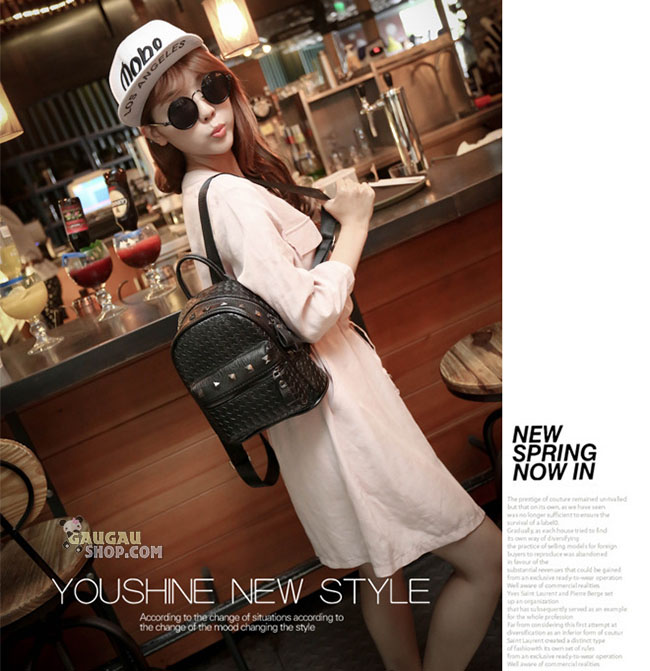 mobo
LOS ANGELES
GAUGAU
SHOP.COM
YOUSHINE NEW STYLE
According to the change of situations according to
the change of the mood changing the style
NEW
SPRING
NOW IN
The prestige of couture remained un-ivalled
but that on its own, as we have seen
was no longer sufficient to ensure the
survival of a label0.
Gradually, as each house tried to find
its own way of diversifying
the practice of selling models for foreign
buyers to reproduce was abandoned
in favour of the
substantial revenues that could be gained
from an exclusive ready-to-wear operation
Well aware of commercial realities
Yves Saint Laurent and Pierre Berge set
up an organization
that has subsequently served as an example
for the whole profession
Far from considering this first attempt at
diversification as an inferior form of coutur
Saint Laurent created a distinct type
of fashion with its own set of rules
from an exclusive ready-to-wear operation
Well aware of commercial realities